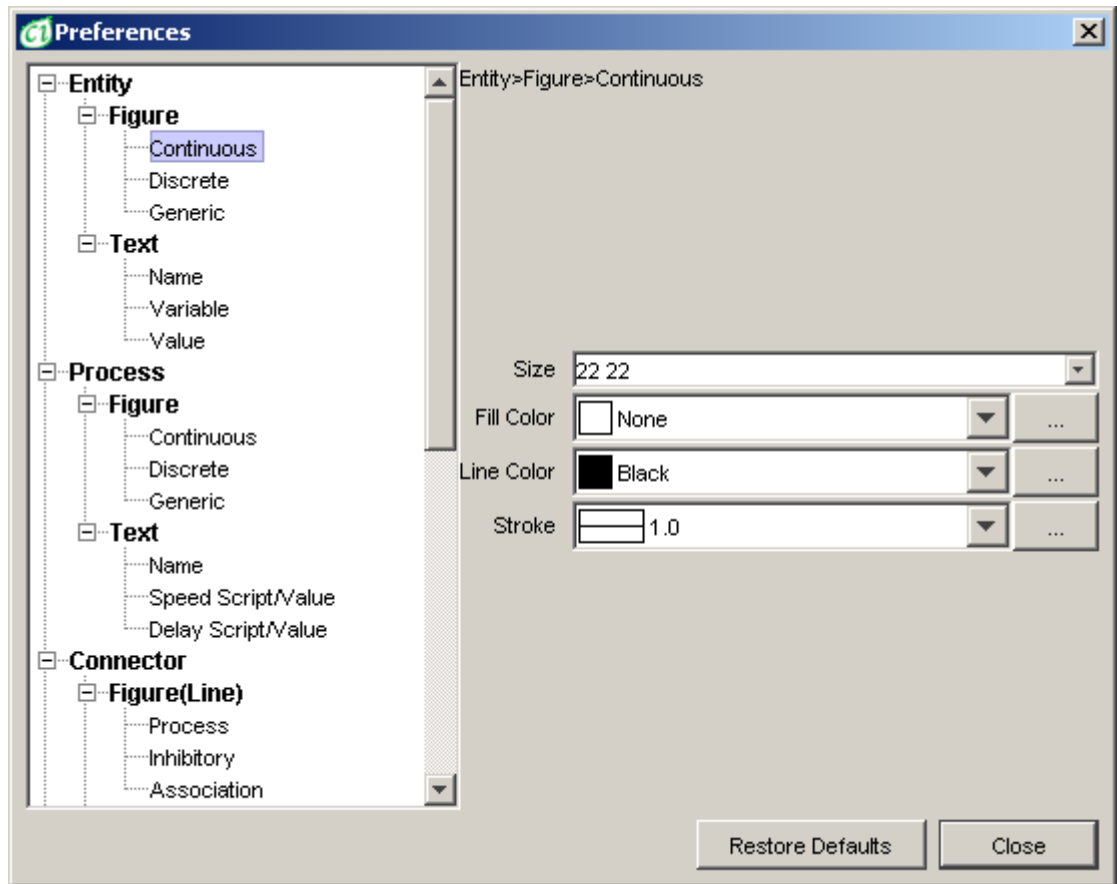 Preferences
Entity
Figure
Continuous
Discrete
Generic
Text
Name
Variable
Value
Process
Figure
Continuous
Discrete
Generic
Text
Name
Speed Script/Value
Delay Script/Value
Connector
Figure(Line)
Process
Inhibitory
Association
Entity>Figure>Continuous
Size 22 22
Fill Color None ...
Line Color Black ...
Stroke 1.0 ...
Restore Defaults Close